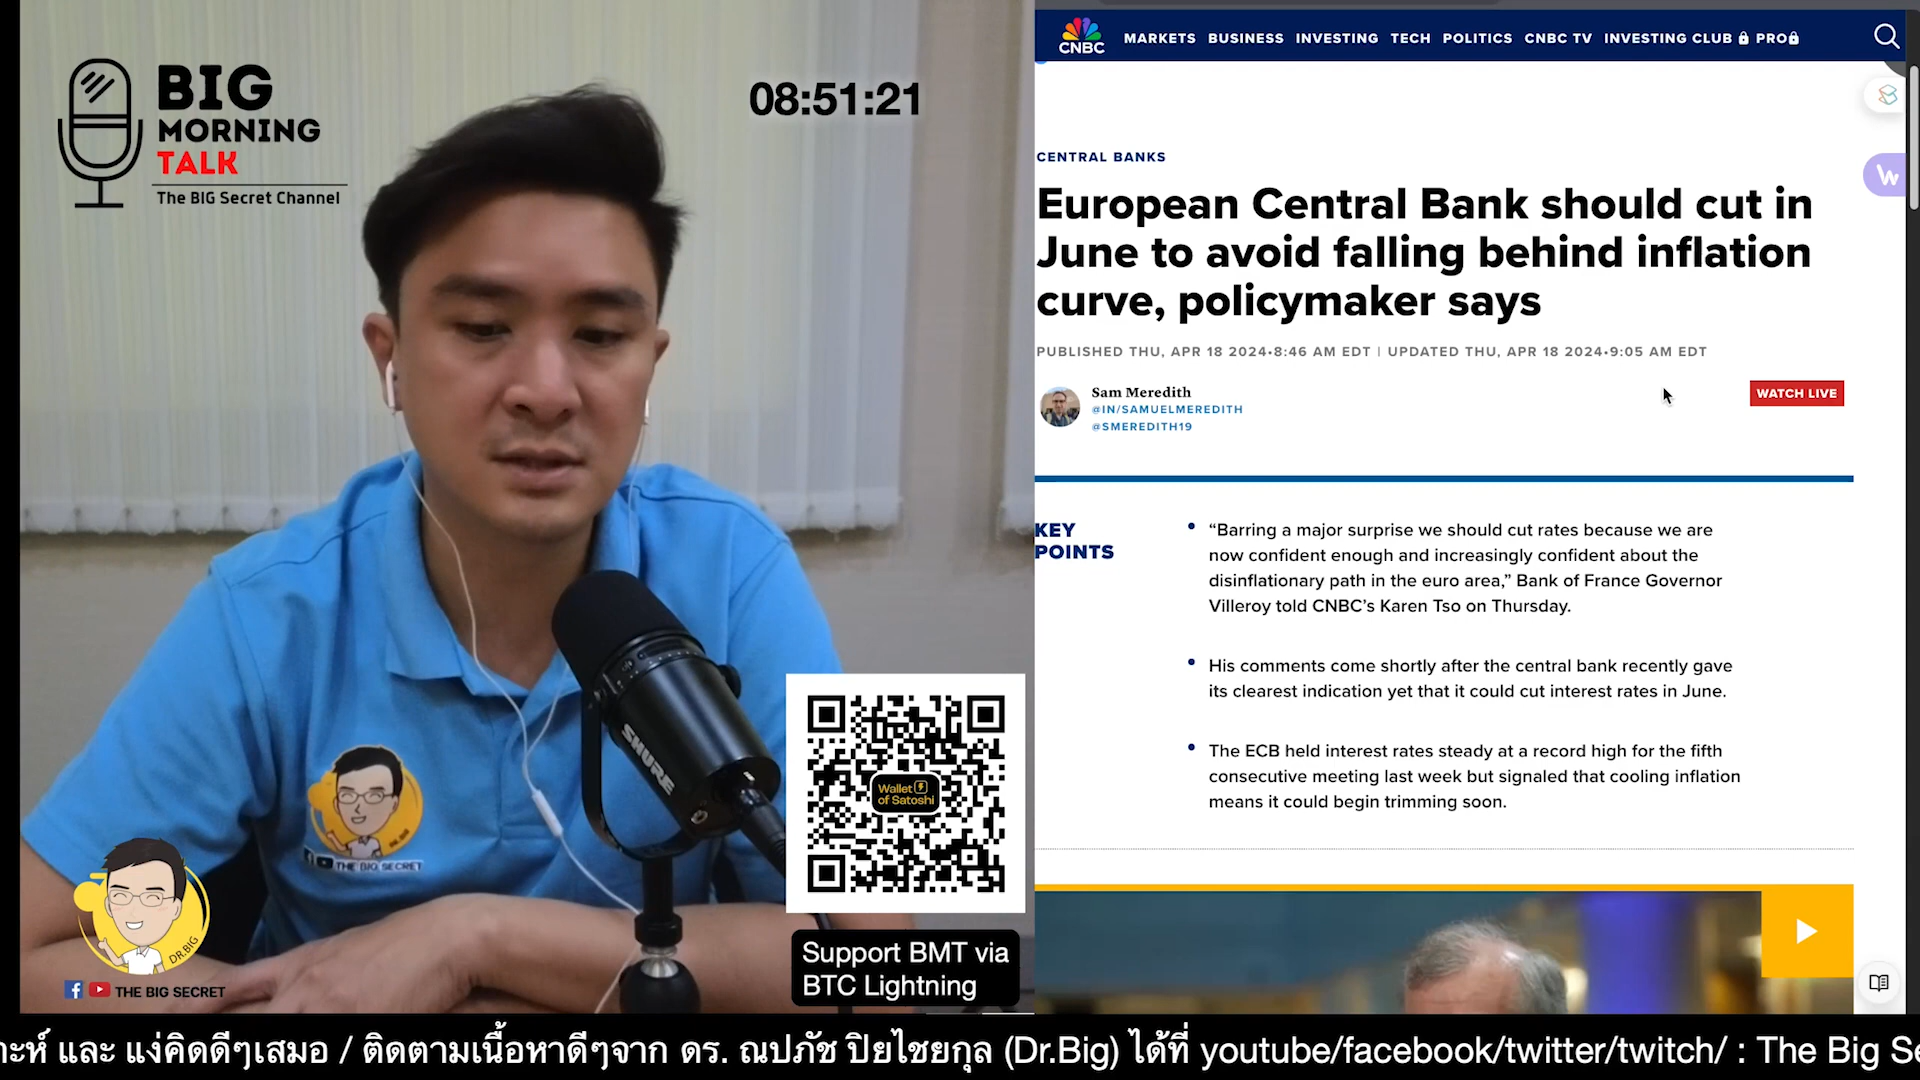 BIG
MORNING
TALK
The BIG Secret Channel
08:51:21
SHURE
THE BIG SECRET
Wallet
of Satoshi
Support BMT via
BTC Lightning
DR.BIG
THE BIG SECRET
CNBC
MARKETS BUSINESS INVESTING TECH POLITICS CNBC TV INVESTING CLUB PRO
CENTRAL BANKS
European Central Bank should cut in
June to avoid falling behind inflation
curve, policymaker says
PUBLISHED THU, APR 18 2024•8:46 AM EDT | UPDATED THU, APR 18 2024•9:05 AM EDT
Sam Meredith
@IN/SAMUELMEREDITH
@SMEREDITH19
WATCH LIVE
KEY
POINTS
• “Barring a major surprise we should cut rates because we are
now confident enough and increasingly confident about the
disinflationary path in the euro area,” Bank of France Governor
Villeroy told CNBC’s Karen Tso on Thursday.
• His comments come shortly after the central bank recently gave
its clearest indication yet that it could cut interest rates in June.
• The ECB held interest rates steady at a record high for the fifth
consecutive meeting last week but signaled that cooling inflation
means it could begin trimming soon.
และ แง่คิดดีๆเสมอ / ติดตามเนื้อหาดีๆจาก ดร. ณปภัช ปิยไชยกุล (Dr.Big) ได้ที่ youtube/facebook/twitter/twitch/ : The Big